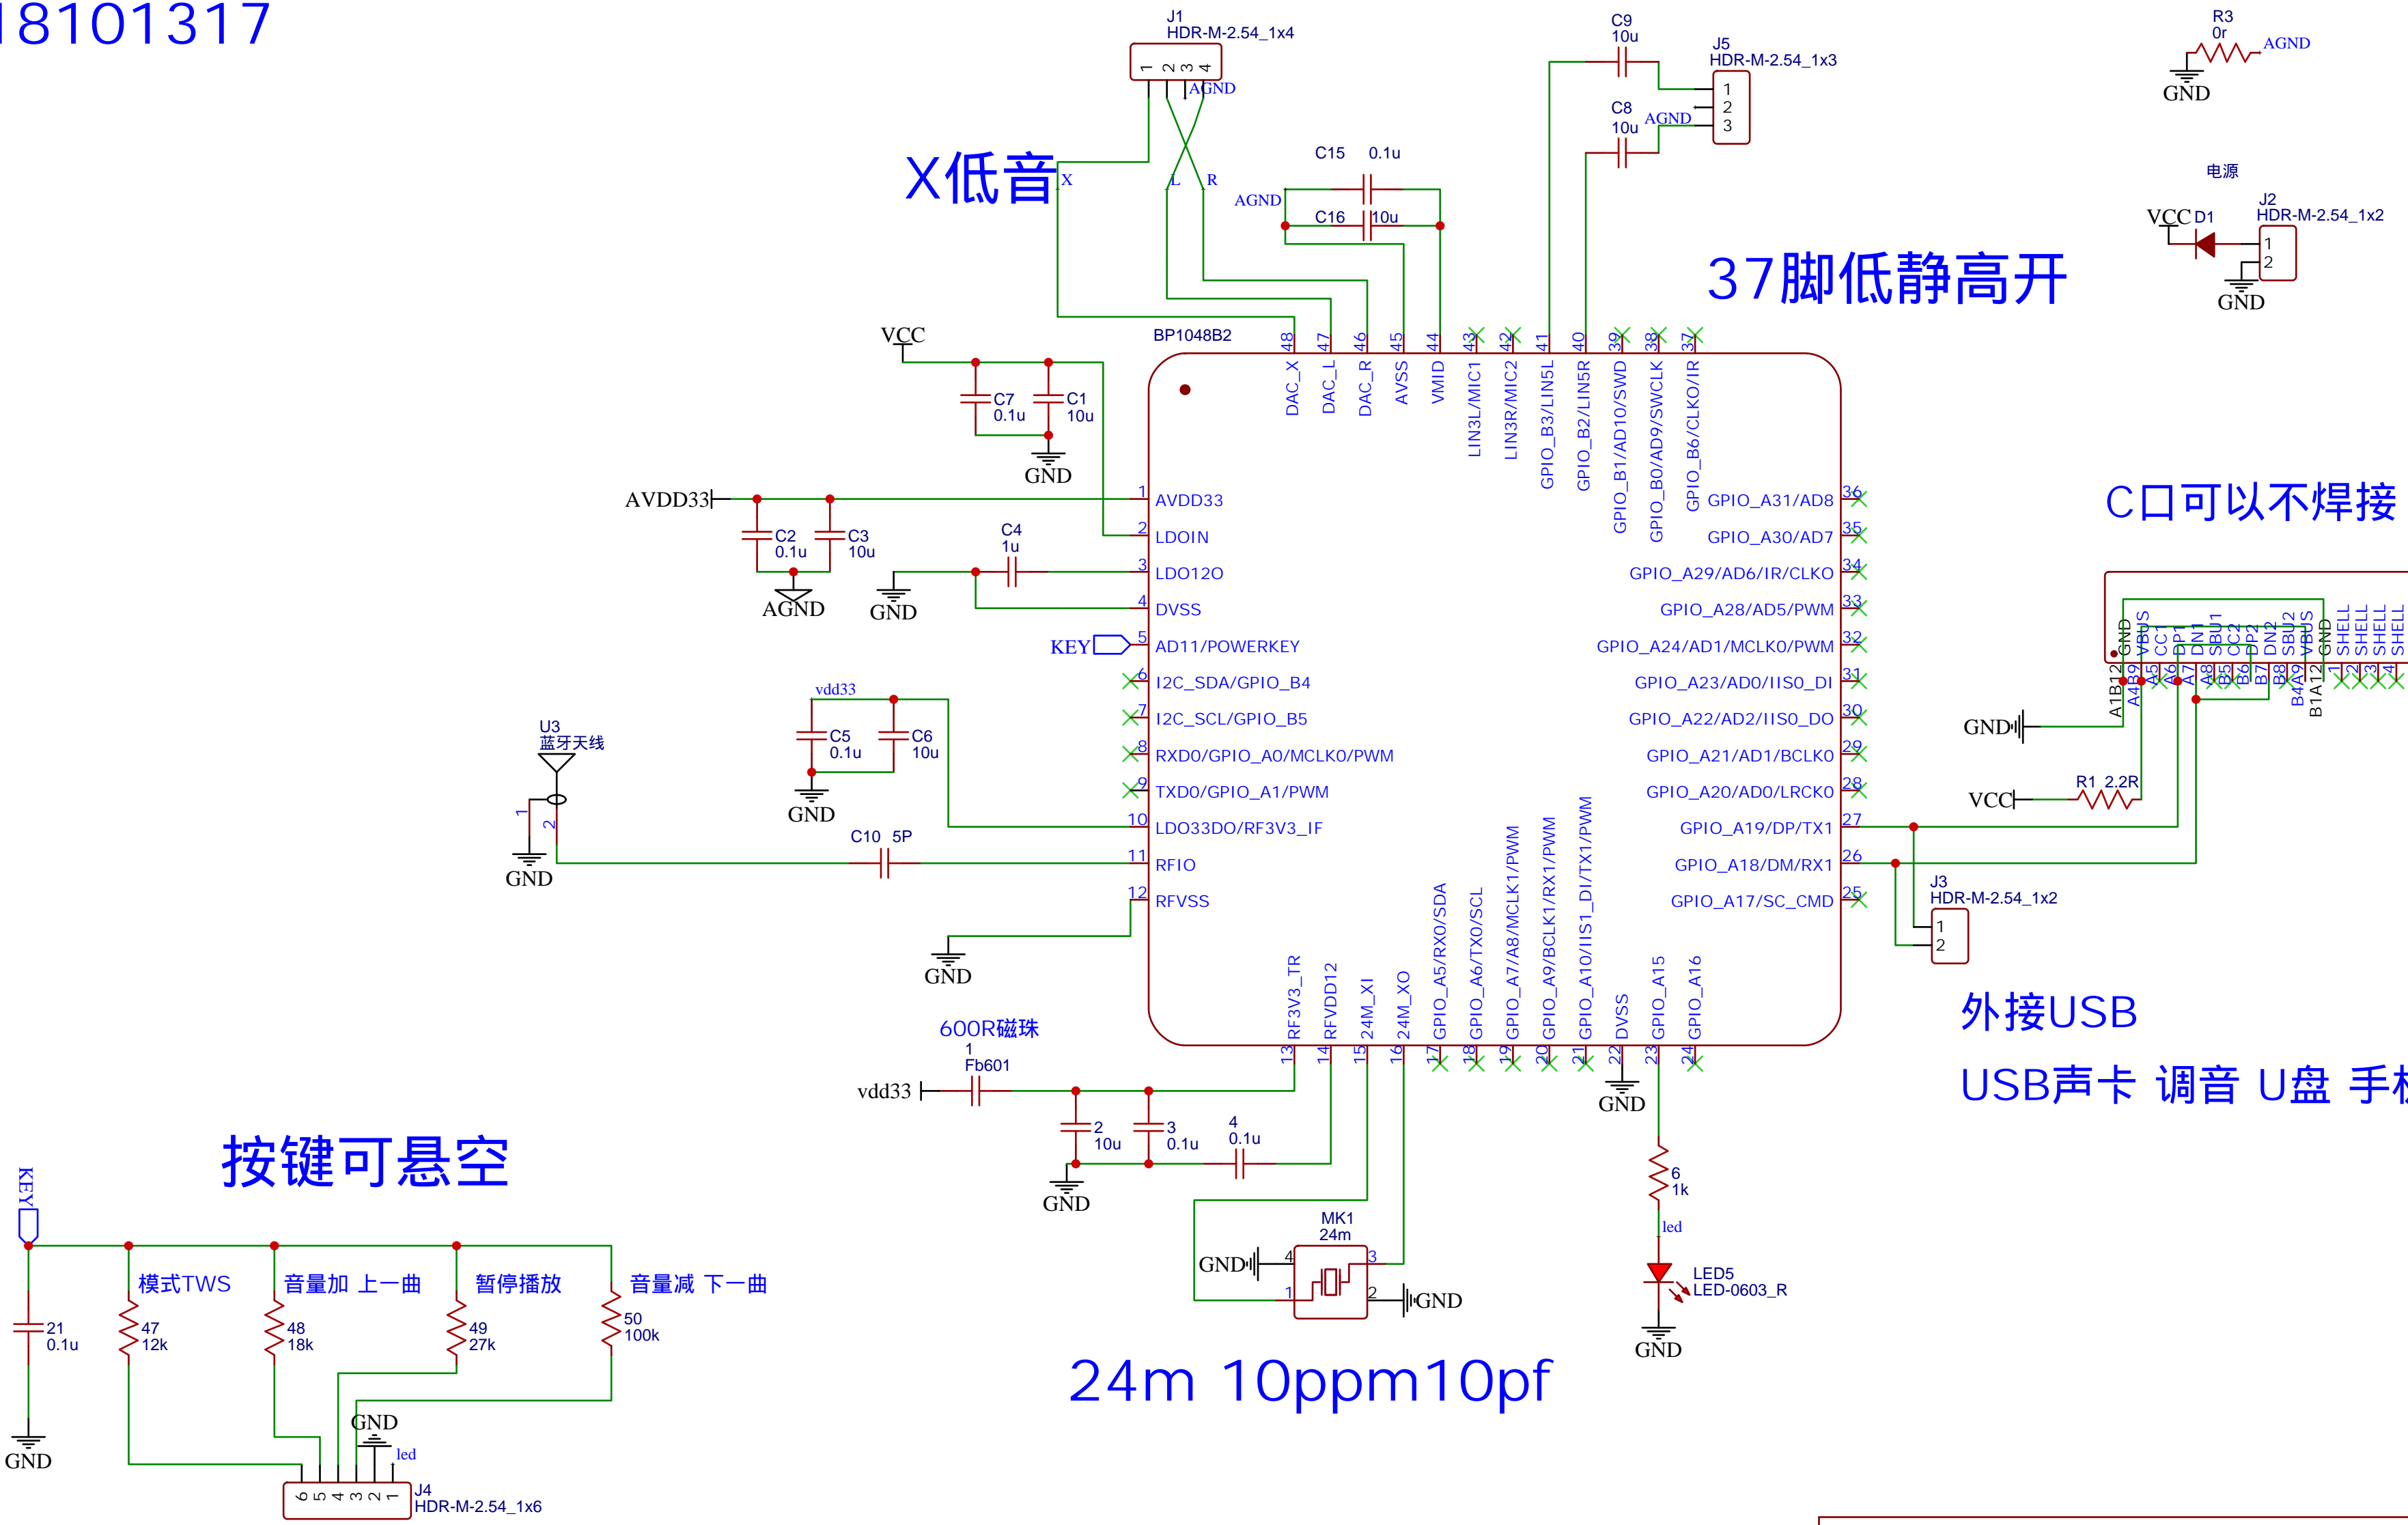 18101317
J1
HDR-M-2.54_1x4
1 2 3 4
AGND
X低音
X
L
R
C9
10u
J5
HDR-M-2.54_1x3
C8
10u
AGND
1
2
3
R3
0r
AGND
GND
C15 0.1u
AGND
C16 10u
电源
VCC D1
J2
HDR-M-2.54_1x2
1
2
GND
37脚低静高开
BP1048B2
48 47 46 45 44 43 42 41 40 39 38 37
DAC_X
DAC_L
DAC_R
AVSS
VMID
LIN3L/MIC1
LIN3R/MIC2
GPIO_B3/LIN5L
GPIO_B2/LIN5R
GPIO_B1/AD10/SWD
GPIO_B0/AD9/SWCLK
GPIO_B6/CLKO/IR
VCC
C7
0.1u
C1
10u
GND
AVDD33
C2
0.1u
C3
10u
AGND
C4
1u
GND
KEY
vdd33
C5
0.1u
C6
10u
GND
U3
蓝牙天线
1
2
GND
C10 5P
GND
1 AVDD33
2 LDOIN
3 LDO12O
4 DVSS
5 AD11/POWERKEY
6 I2C_SDA/GPIO_B4
7 I2C_SCL/GPIO_B5
8 RXD0/GPIO_A0/MCLK0/PWM
9 TXD0/GPIO_A1/PWM
10 LDO33DO/RF3V3_IF
11 RFIO
12 RFVSS
GPIO_A31/AD8 36
GPIO_A30/AD7 35
GPIO_A29/AD6/IR/CLKO 34
GPIO_A28/AD5/PWM 33
GPIO_A24/AD1/MCLK0/PWM 32
GPIO_A23/AD0/IIS0_DI 31
GPIO_A22/AD2/IIS0_DO 30
GPIO_A21/AD1/BCLK0 29
GPIO_A20/AD0/LRCK0 28
GPIO_A19/DP/TX1 27
GPIO_A18/DM/RX1 26
GPIO_A17/SC_CMD 25
RF3V3_TR
RFVDD12
24M_XI
24M_XO
GPIO_A5/RX0/SDA
GPIO_A6/TX0/SCL
GPIO_A7/A8/MCLK1/PWM
GPIO_A9/BCLK1/RX1/PWM
GPIO_A10/IIS1_DI/TX1/PWM
DVSS
GPIO_A15
GPIO_A16
13 14 15 16 17 18 19 20 21 22 23 24
C口可以不焊接
GND VBUS CC1 DP1 DN1 SBU1 CC2 DP2 DN2 SBU2 VBUS GND SHELL SHELL SHELL SHELL
A1B12 A4B9 A5 A6 A7 A8 B5 B6 B7 B8 B4A9 B1A12 1 2 3 4
GND
VCC
R1 2.2R
J3
HDR-M-2.54_1x2
1
2
外接USB
USB声卡 调音 U盘
600R磁珠
1
Fb601
vdd33
2
10u
3
0.1u
4
0.1u
GND
MK1
24m
GND
4
3
1
2
GND
24m 10ppm10pf
GND
6
1k
led
LED5
LED-0603_R
GND
按键可悬空
KEY
模式TWS
音量加 上一曲
暂停播放
音量减 下一曲
21
0.1u
47
12k
48
18k
49
27k
50
100k
GND
GND
led
6 5 4 3 2 1
J4
HDR-M-2.54_1x6